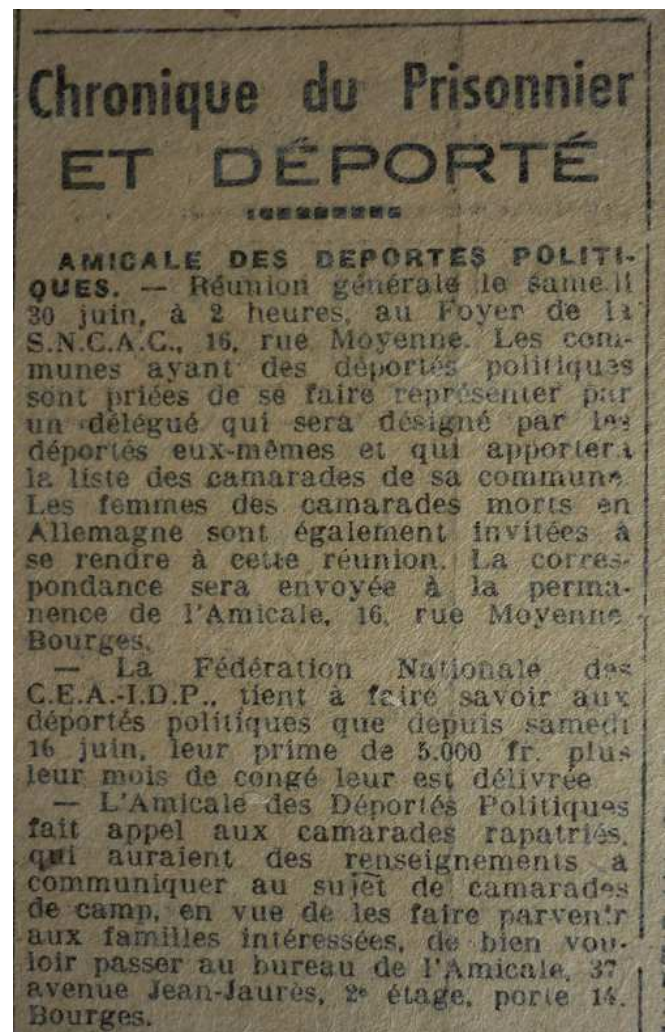 Chronique du Prisonnier
ET DÉPORTÉ
AMICALE DES DEPORTES POLITI-
QUES. — Réunion générale le samedi
30 juin, à 2 heures, au Foyer de la
S.N.C.A.C., 16, rue Moyenne. Les com-
munes ayant des déportés politiques
sont priées de se faire représenter par
un délégué qui sera désigné par les
déportés eux-mêmes et qui apportera
la liste des camarades de sa commune.
Les femmes des camarades morts en
Allemagne sont également invitées à
se rendre à cette réunion. La corres-
pondance sera envoyée à la perma-
nence de l'Amicale, 16, rue Moyenne
Bourges.
— La Fédération Nationale des
C.E.A.-I.D.P., tient à faire savoir aux
déportés politiques que depuis samedi
16 juin, leur prime de 5.000 fr. plus
leur mois de congé leur est délivrée
— L'Amicale des Déportés Politiques
fait appel aux camarades rapatriés,
qui auraient des renseignements à
communiquer au sujet de camarades
de camp, en vue de les faire parvenir
aux familles intéressées, de bien vou-
loir passer au bureau de l'Amicale, 37
avenue Jean-Jaurès, 2e étage, porte 14,
Bourges.